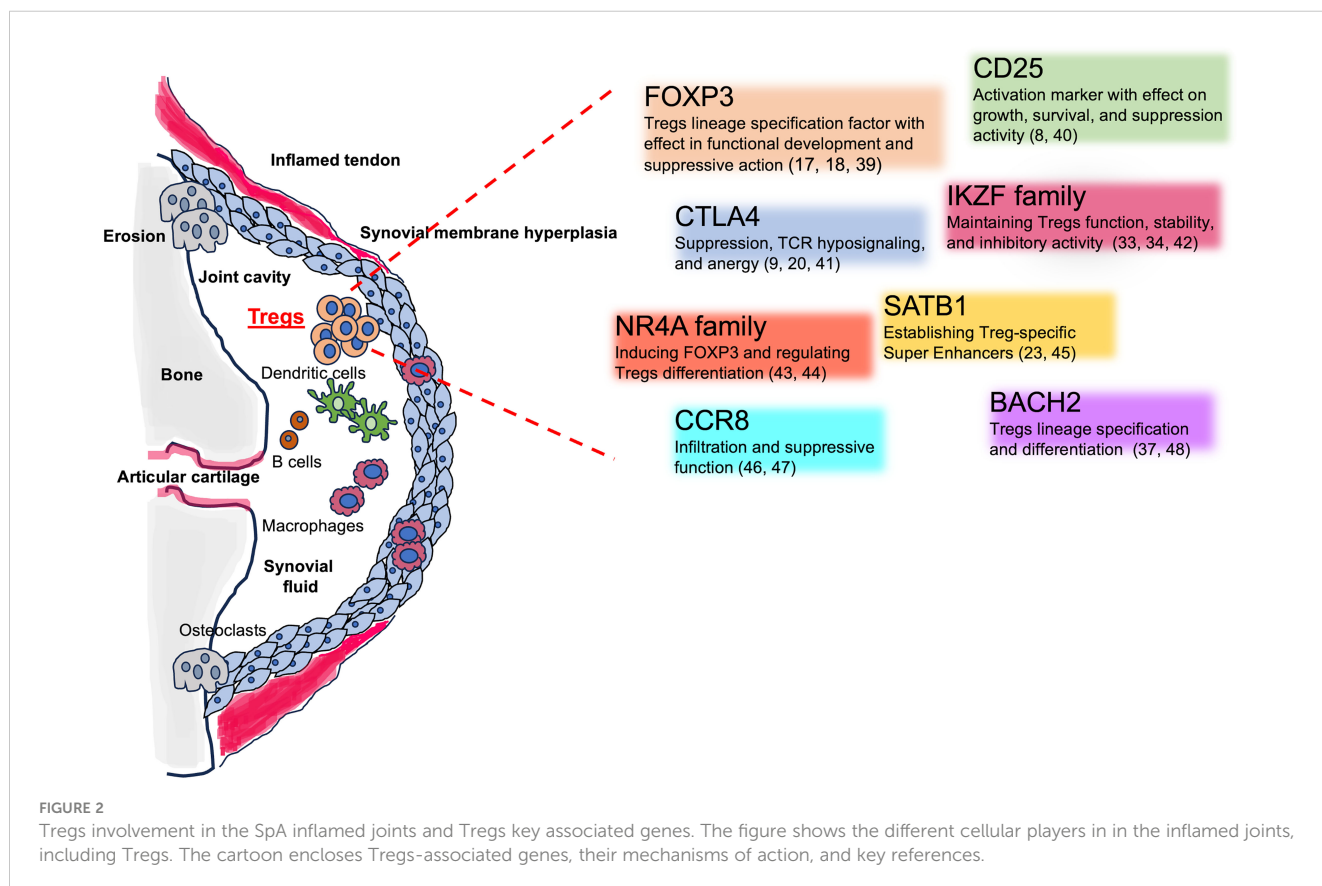 Inflamed tendon
Synovial membrane hyperplasia
Erosion
Joint cavity
Tregs
Bone
Dendritic cells
B cells
Articular cartilage
Macrophages
Synovial
fluid
Osteoclasts
FOXP3
Tregs lineage specification factor with
effect in functional development and
suppressive action (17, 18, 39)
CD25
Activation marker with effect on
growth, survival, and suppression
activity (8, 40)
CTLA4
Suppression, TCR hyposignaling,
and anergy (9, 20, 41)
IKZF family
Maintaining Tregs function, stability,
and inhibitory activity (33, 34, 42)
NR4A family
Inducing FOXP3 and regulating
Tregs differentiation (43, 44)
SATB1
Establishing Treg-specific
Super Enhancers (23, 45)
CCR8
Infiltration and suppressive
function (46, 47)
BACH2
Tregs lineage specification
and differentiation (37, 48)
FIGURE 2
Tregs involvement in the SpA inflamed joints and Tregs key associated genes. The figure shows the different cellular players in in the inflamed joints,
including Tregs. The cartoon encloses Tregs-associated genes, their mechanisms of action, and key references.